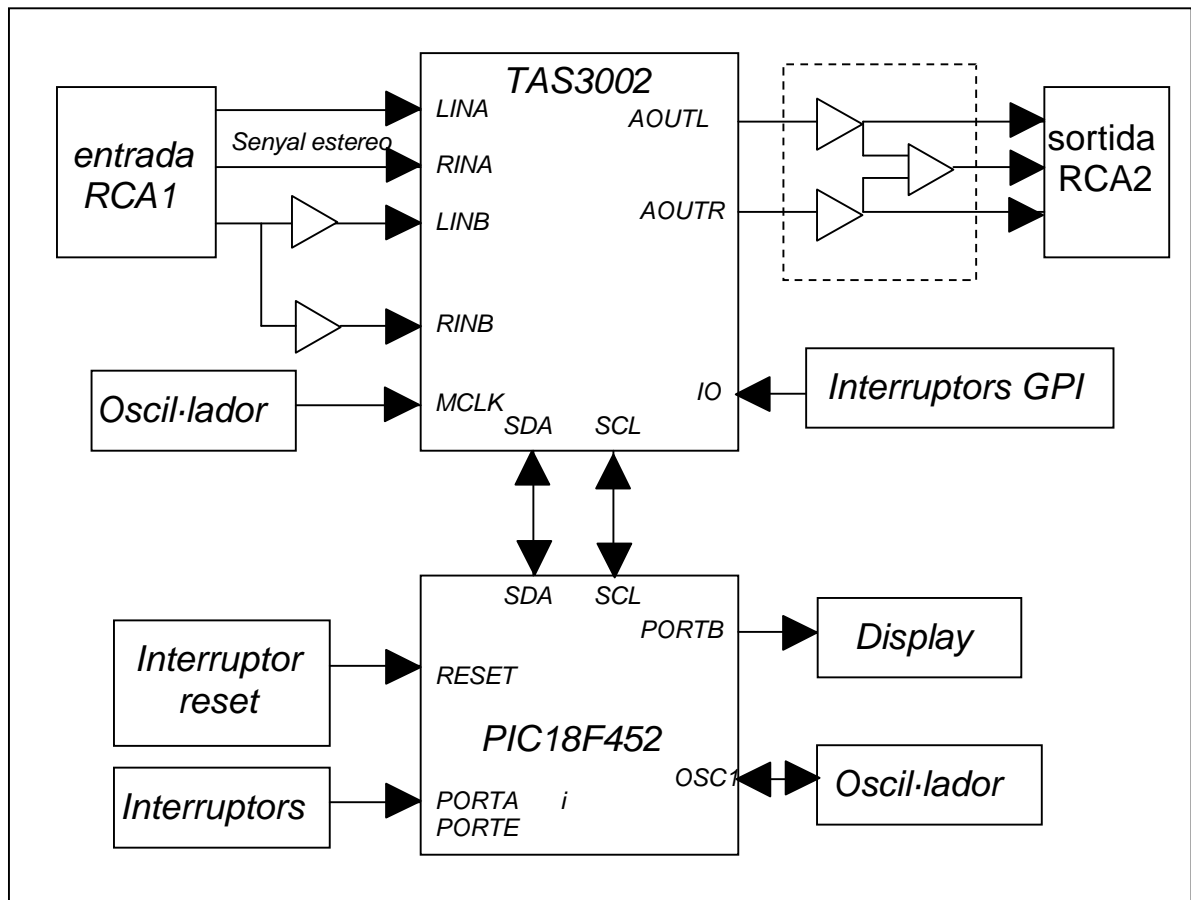 TAS3002
entrada
RCA1
Senyal estereo
LINA
RINA
LINB
RINB
MCLK
AOUTL
AOUTR
IO
SDA SCL
sortida
RCA2
Oscil·lador
Interruptors GPI
SDA SCL
PORTB
RESET
PIC18F452
OSC1
PORTA i
PORTE
Interruptor
reset
Interruptors
Display
Oscil·lador